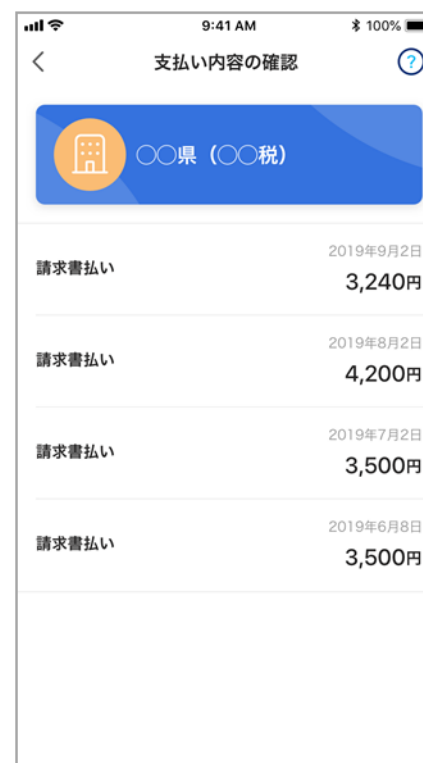 9:41 AM
100%
支払い内容の確認
?
○○県（○○税）
2019年9月2日
請求書払い
3,240円
2019年8月2日
請求書払い
4,200円
2019年7月2日
請求書払い
3,500円
2019年6月8日
請求書払い
3,500円